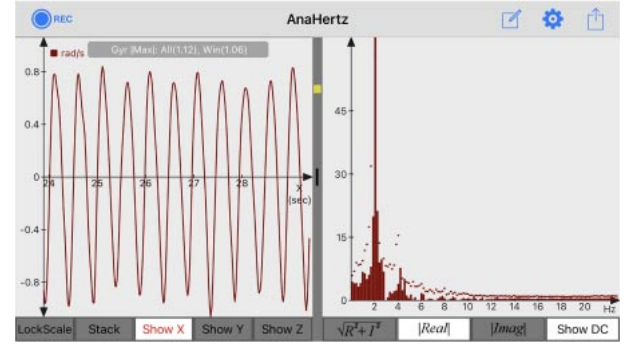 REC
AnaHertz
rad/s
Gyr (Max): All(1.12), Win(1.06)
0.8
0.4
0
-0.4
-0.8
24 25 26 27 28
X
(sec)
45
30
15
0
2 4 6 8 10 12 14 16 18 20 Hz
LockScale Stack Show X Show Y Show Z √R²+I² |Real| |Imag| Show DC